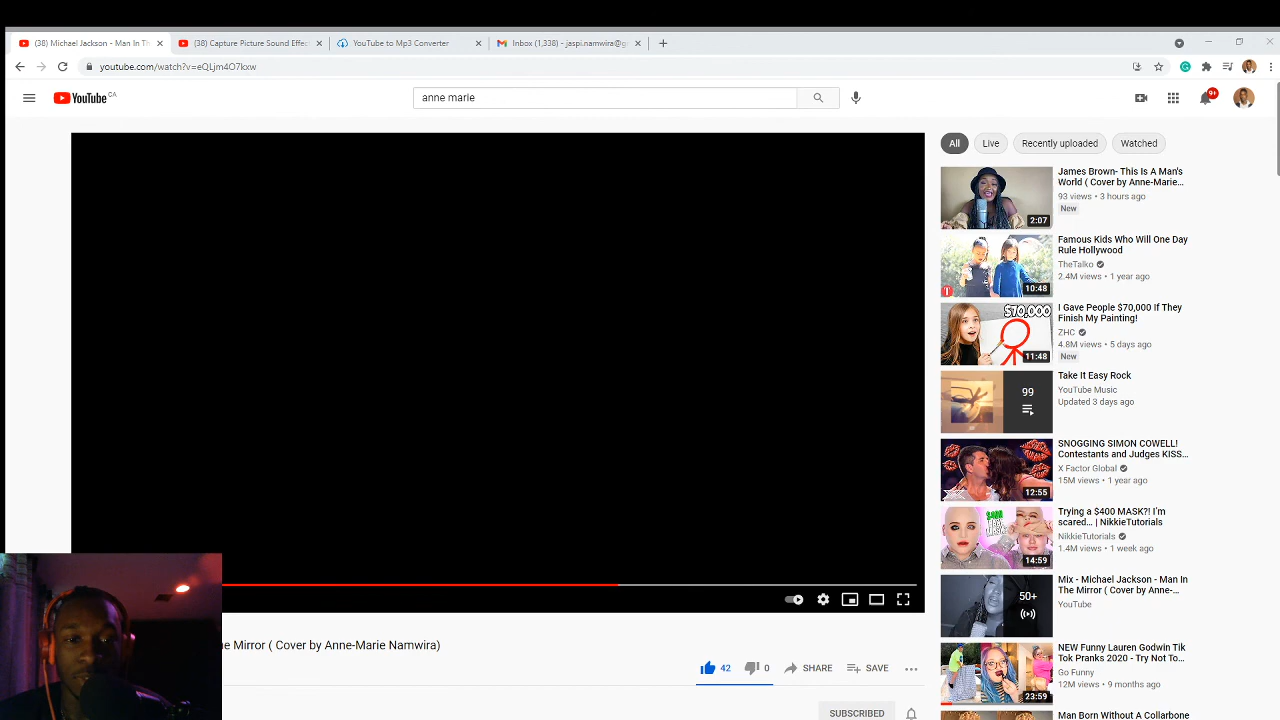 (38) Michael Jackson - Man In Th
(38) Capture Picture Sound Effec
YouTube to Mp3 Converter
Inbox (1,338) - jaspi.namwira@g
youtube.com/watch?v=eQLjm4O7kxw
YouTube CA
anne marie
9+
All
Live
Recently uploaded
Watched
James Brown- This Is A Man's
World ( Cover by Anne-Marie...
93 views • 3 hours ago
New
2:07
Famous Kids Who Will One Day
Rule Hollywood
TheTalko
2.4M views • 1 year ago
10:48
I Gave People $70,000 If They
Finish My Painting!
ZHC
4.8M views • 5 days ago
New
$70,000
11:48
Take It Easy Rock
YouTube Music
Updated 3 days ago
99
SNOGGING SIMON COWELL!
Contestants and Judges KISS...
X Factor Global
15M views • 1 year ago
12:55
Trying a $400 MASK?! I'm
scared... | NikkieTutorials
NikkieTutorials
1.4M views • 1 week ago
14:59
Mix - Michael Jackson - Man In
The Mirror ( Cover by Anne-...
YouTube
50+
NEW Funny Lauren Godwin Tik
Tok Pranks 2020 - Try Not To...
Go Funny
12M views • 9 months ago
23:59
Man Born Without A Collarbone
e Mirror ( Cover by Anne-Marie Namwira)
42
0
SHARE
SAVE
SUBSCRIBED